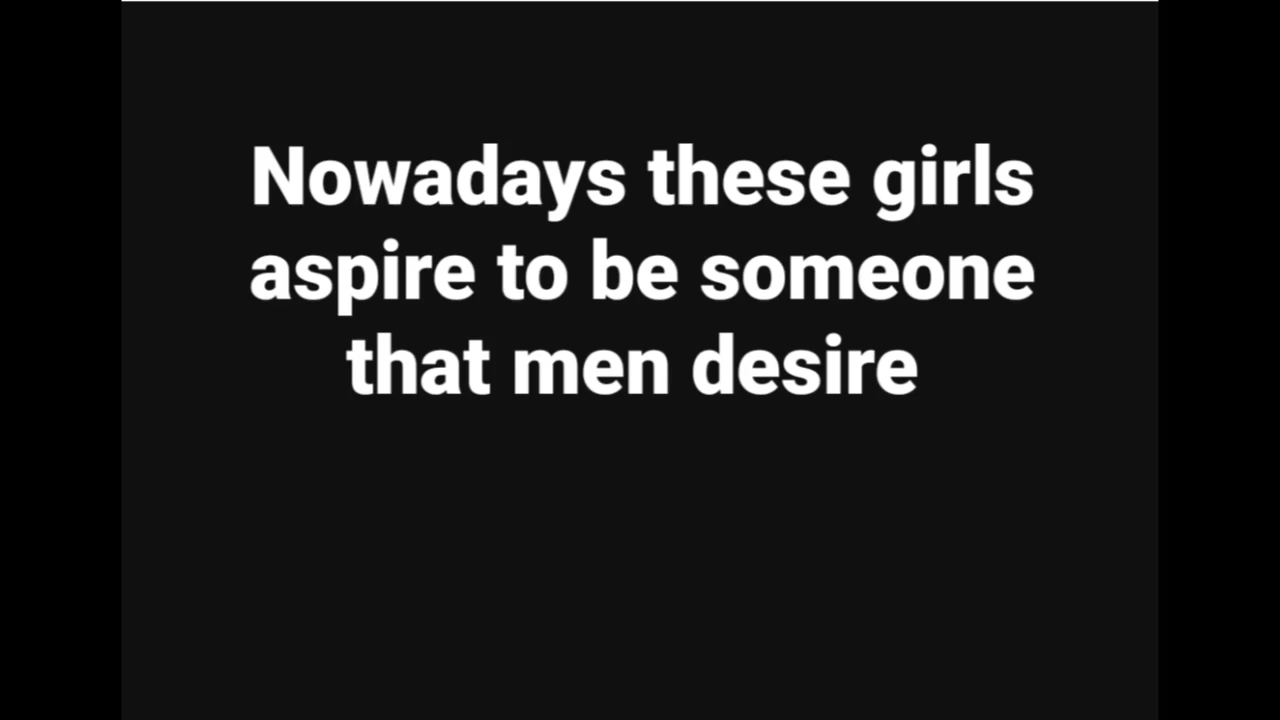 Nowadays these girls
aspire to be someone
that men desire